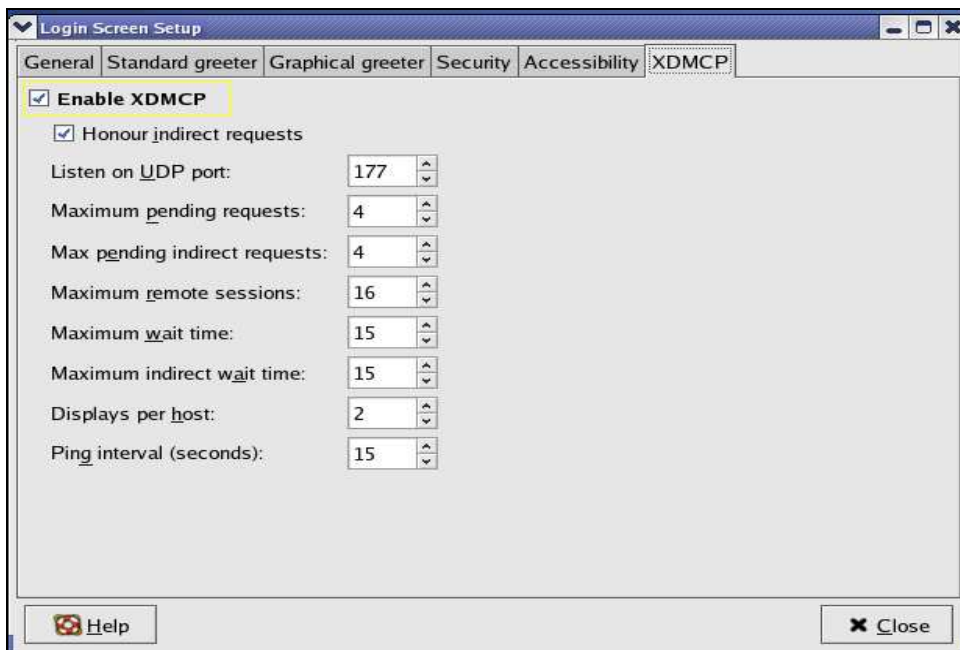 Login Screen Setup
General Standard greeter Graphical greeter Security Accessibility XDMCP
Enable XDMCP
Honour indirect requests
Listen on UDP port: 177
Maximum pending requests: 4
Max pending indirect requests: 4
Maximum remote sessions: 16
Maximum wait time: 15
Maximum indirect wait time: 15
Displays per host: 2
Ping interval (seconds): 15
Help Close